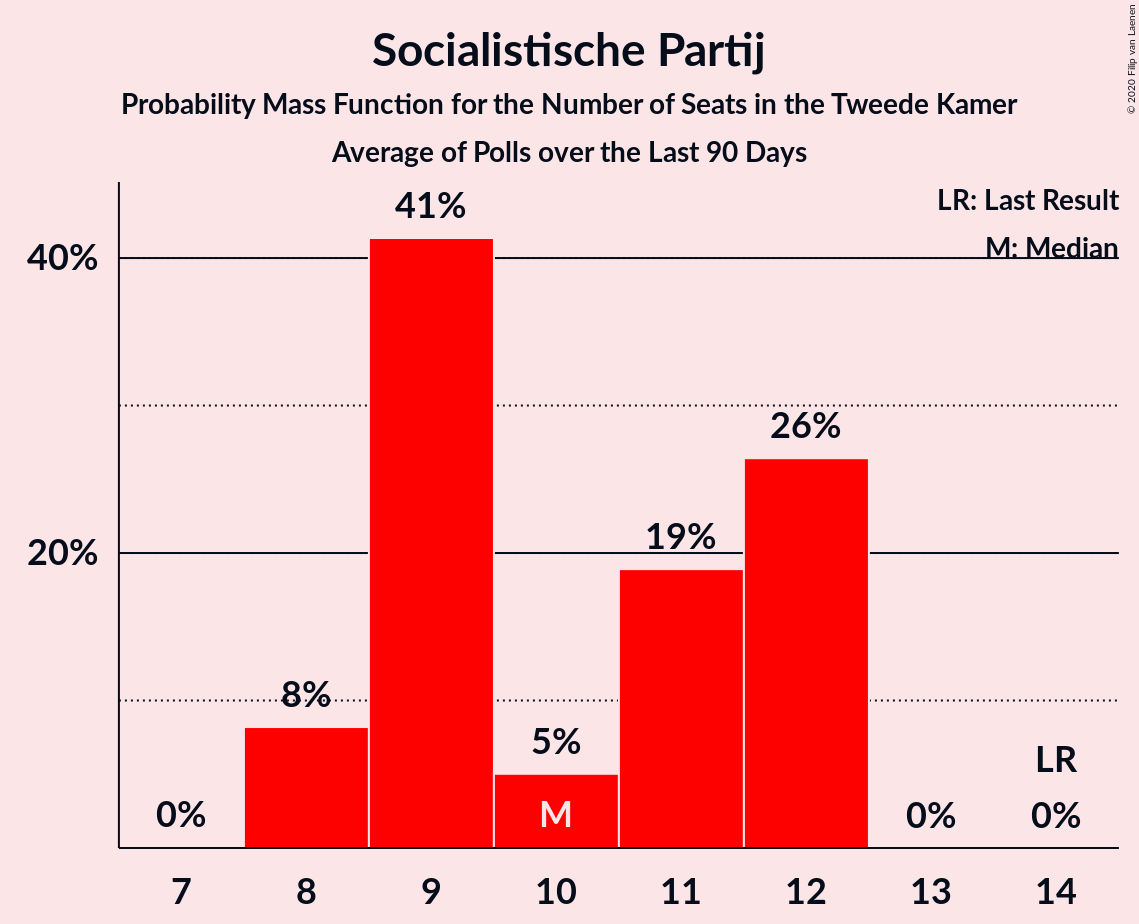 Socialistische Partij
Probability Mass Function for the Number of Seats in the Tweede Kamer
Average of Polls over the Last 90 Days
© 2020 Filip van Laenen
LR: Last Result
M: Median
40%
20%
0%
8%
41%
5%
M
19%
26%
0%
LR
0%
7 8 9 10 11 12 13 14